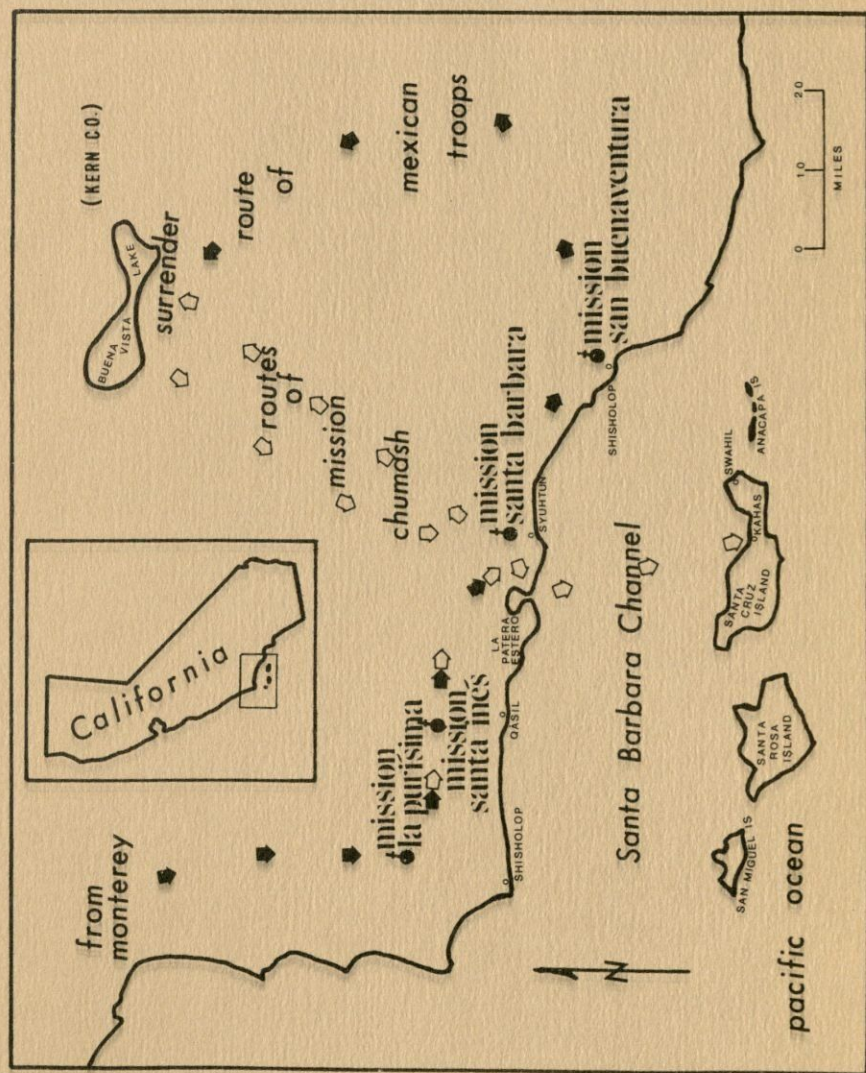 from
monterey
California
BUENA
VISTA
LAKE
(KERN CO.)
surrender
route
of
mexican
troops
routes
of
mission
chumash
mission
la purísima
mission
santa inés
mission
santa barbara
mission
san buenaventura
SHISHOLOP
QASIL
LA
PATERA
ESTERO
SYUHTUN
SHISHOLOP
N
Santa Barbara Channel
pacific ocean
SAN MIGUEL IS
SANTA
ROSA
ISLAND
SANTA
CRUZ
ISLAND
KAHAS
SWAHIL
ANACAPA IS
0
10
20
MILES